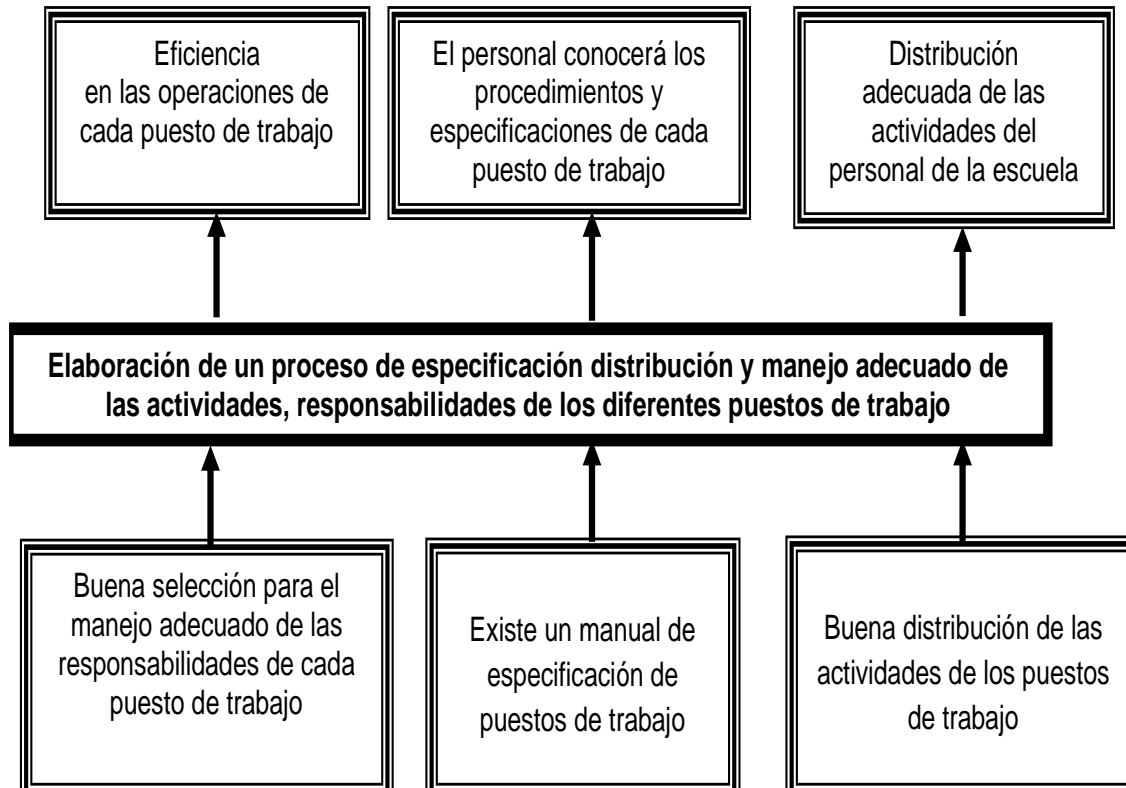 Eficiencia
en las operaciones de
cada puesto de trabajo
El personal conocerá los
procedimientos y
especificaciones de cada
puesto de trabajo
Distribución
adecuada de las
actividades del
personal de la escuela
Elaboración de un proceso de especificación distribución y manejo adecuado de
las actividades, responsabilidades de los diferentes puestos de trabajo
Buena selección para el
manejo adecuado de las
responsabilidades de cada
puesto de trabajo
Existe un manual de
especificación de
puestos de trabajo
Buena distribución de las
actividades de los puestos
de trabajo